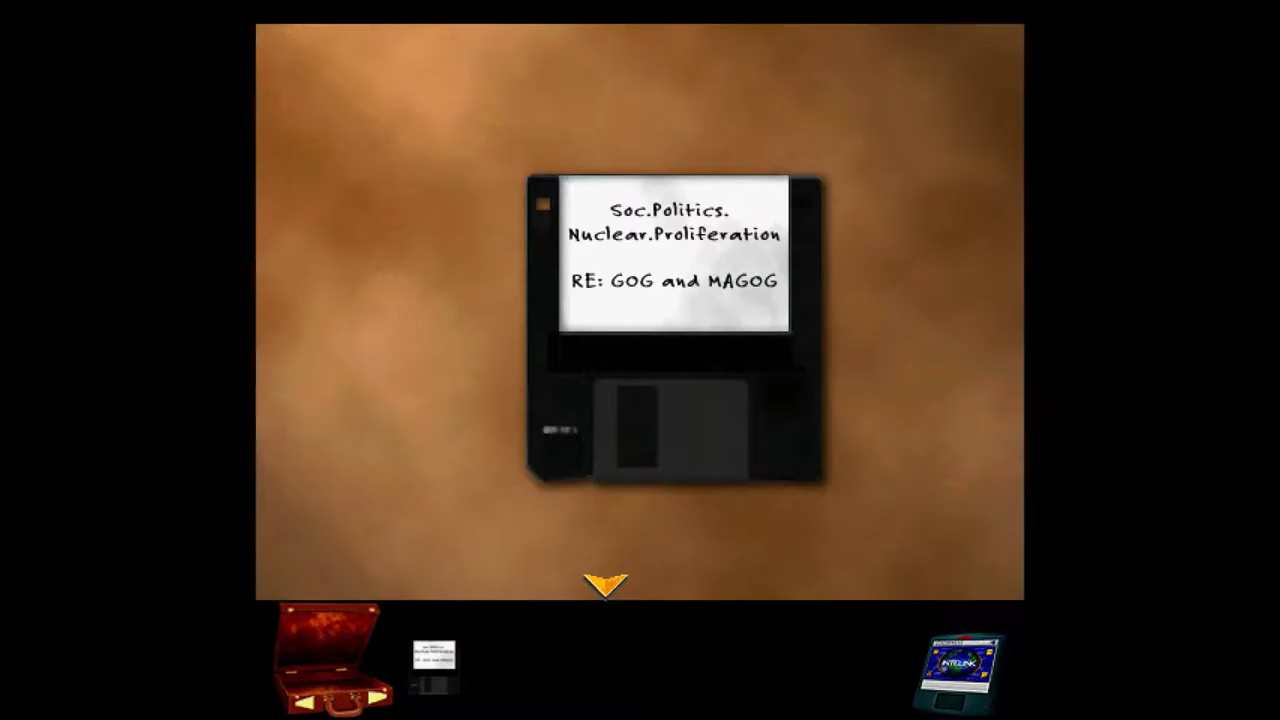 Soc.Politics.
Nuclear.Proliferation
RE: GOG and MAGOG
INTELINK